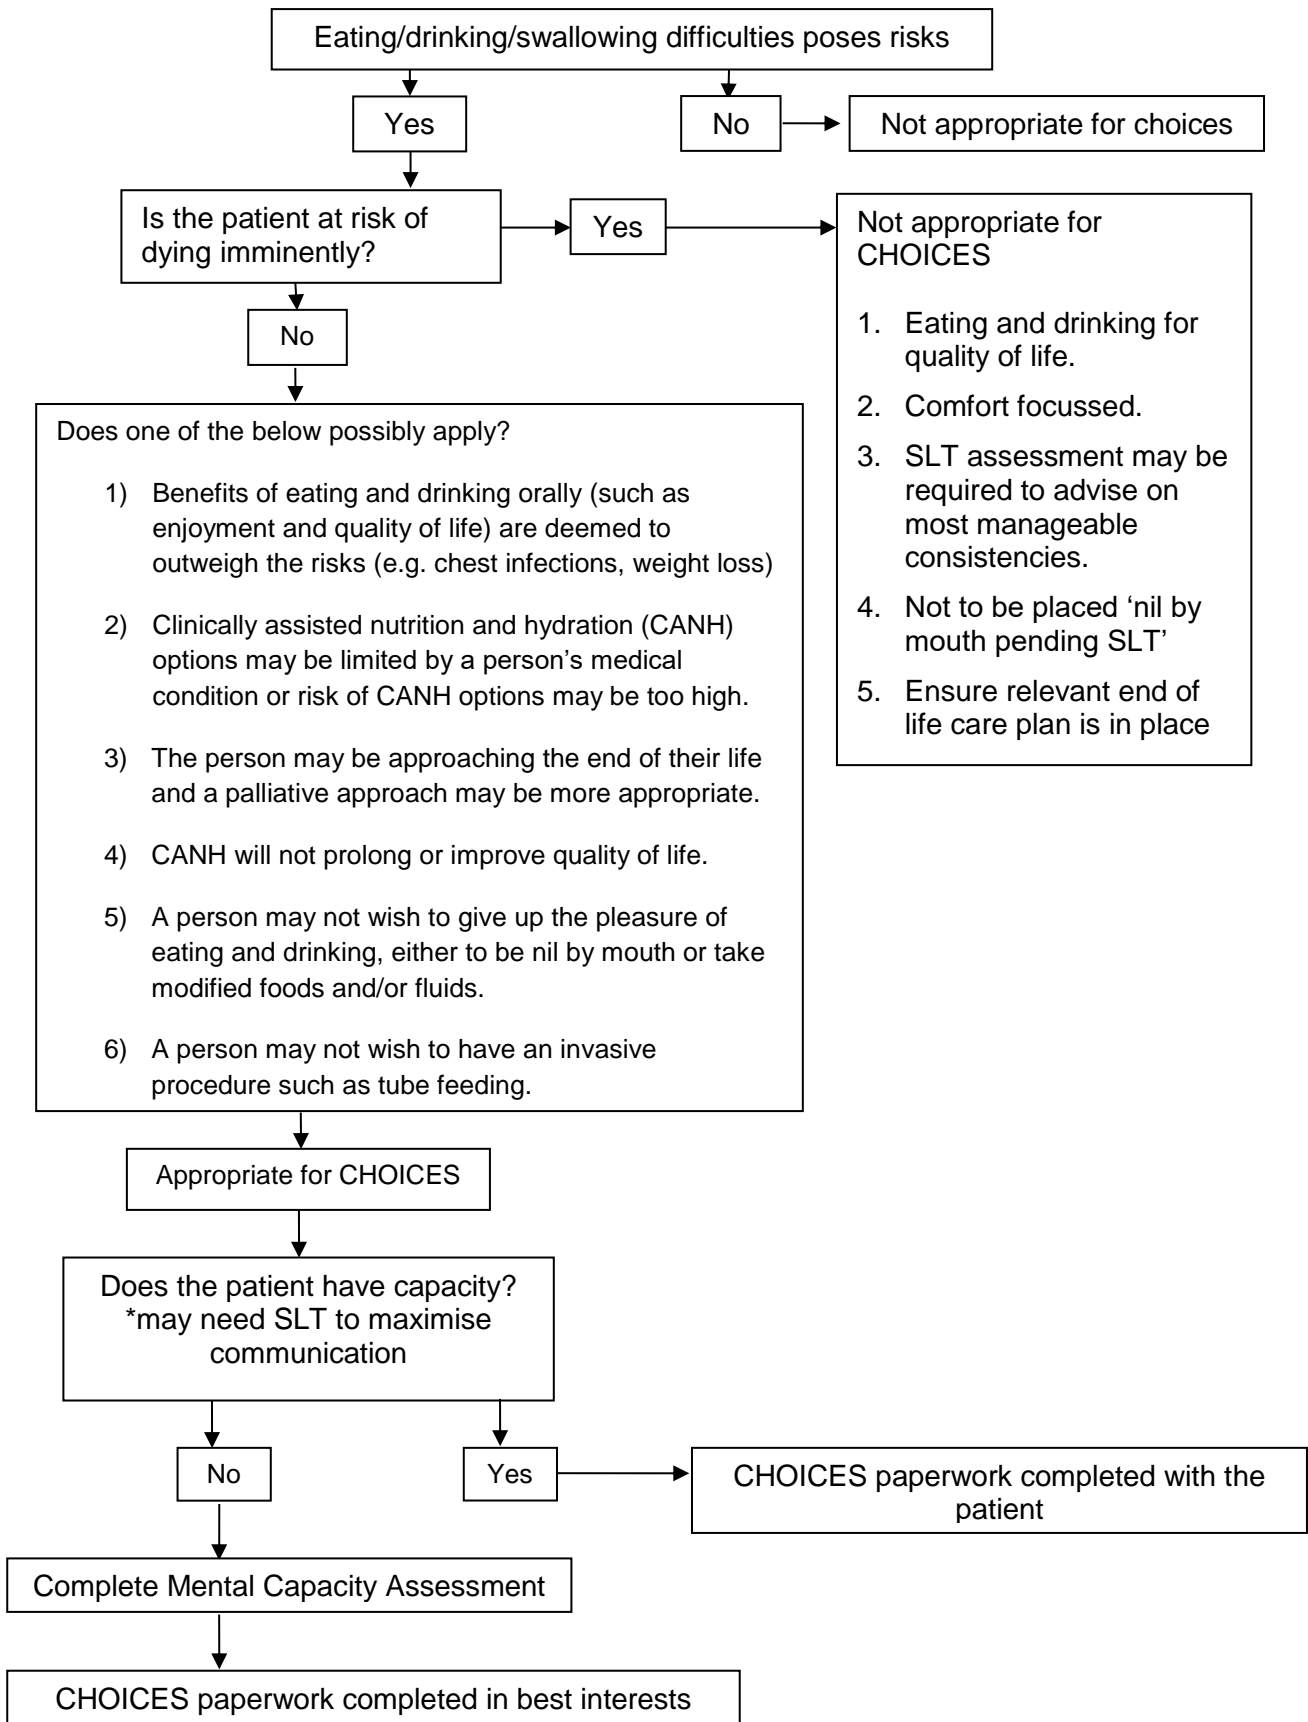 Eating/drinking/swallowing difficulties poses risks
Yes
No
Not appropriate for choices
Is the patient at risk of
dying imminently?
Yes
Not appropriate for
CHOICES
1. Eating and drinking for
quality of life.
2. Comfort focussed.
3. SLT assessment may be
required to advise on
most manageable
consistencies.
4. Not to be placed ‘nil by
mouth pending SLT’
5. Ensure relevant end of
life care plan is in place
No
Does one of the below possibly apply?
1) Benefits of eating and drinking orally (such as
enjoyment and quality of life) are deemed to
outweigh the risks (e.g. chest infections, weight loss)
2) Clinically assisted nutrition and hydration (CANH)
options may be limited by a person’s medical
condition or risk of CANH options may be too high.
3) The person may be approaching the end of their life
and a palliative approach may be more appropriate.
4) CANH will not prolong or improve quality of life.
5) A person may not wish to give up the pleasure of
eating and drinking, either to be nil by mouth or take
modified foods and/or fluids.
6) A person may not wish to have an invasive
procedure such as tube feeding.
Appropriate for CHOICES
Does the patient have capacity?
*may need SLT to maximise
communication
No
Yes
CHOICES paperwork completed with the
patient
Complete Mental Capacity Assessment
CHOICES paperwork completed in best interests